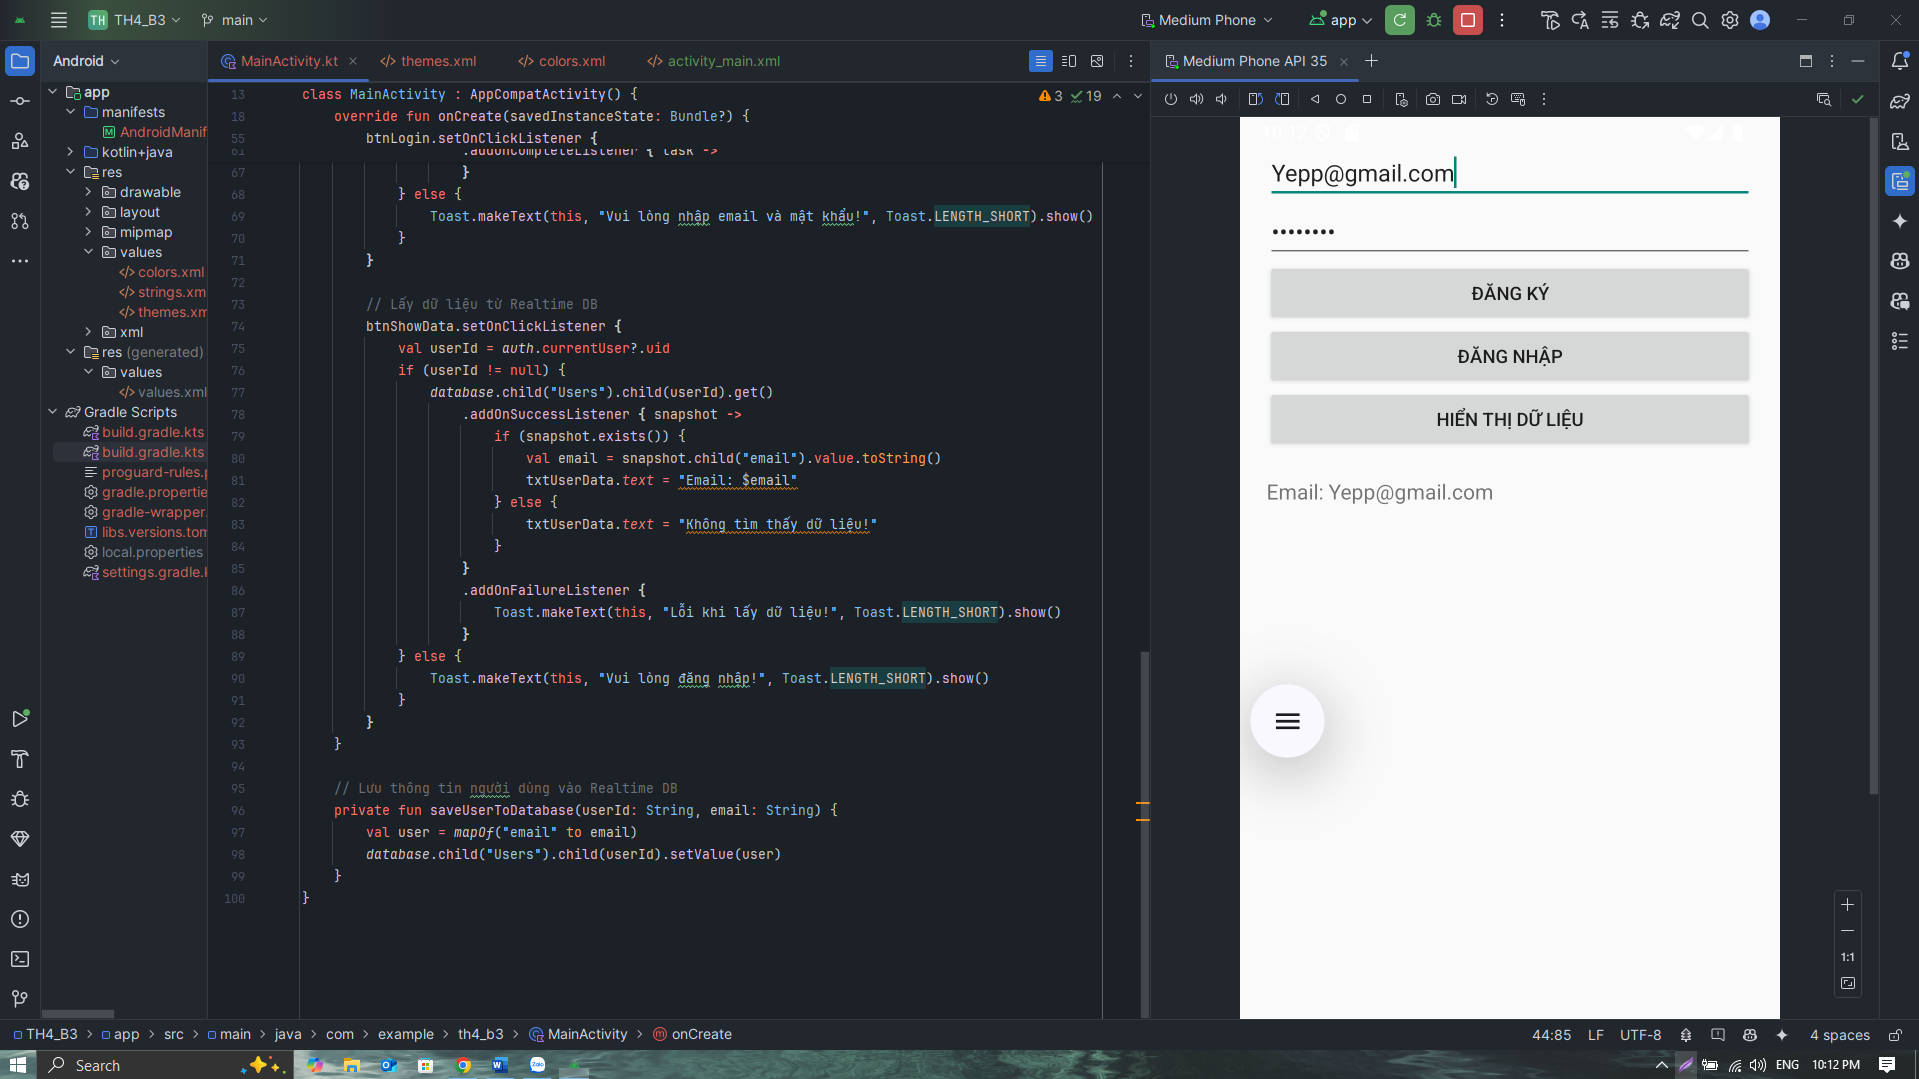 TH TH4_B3 main Medium Phone app
Android MainActivity.kt themes.xml colors.xml activity_main.xml Medium Phone API 35
app
manifests
AndroidManif
kotlin+java
res
drawable
layout
mipmap
values
colors.xml
strings.xm
themes.xm
xml
res (generated)
values
values.xml
Gradle Scripts
build.gradle.kts
build.gradle.kts
proguard-rules.p
gradle.propertie
gradle-wrapper.
libs.versions.tom
local.properties
settings.gradle.k
3 19
13 class MainActivity : AppCompatActivity() {
18 override fun onCreate(savedInstanceState: Bundle?) {
55 btnLogin.setOnClickListener {
61 .addOnCompleteListener { task ->
67 }
68 } else {
69 Toast.makeText(this, "Vui lòng nhập email và mật khẩu!", Toast.LENGTH_SHORT).show()
70 }
71 }
72
73 // Lấy dữ liệu từ Realtime DB
74 btnShowData.setOnClickListener {
75 val userId = auth.currentUser?.uid
76 if (userId != null) {
77 database.child("Users").child(userId).get()
78 .addOnSuccessListener { snapshot ->
79 if (snapshot.exists()) {
80 val email = snapshot.child("email").value.toString()
81 txtUserData.text = "Email: $email"
82 } else {
83 txtUserData.text = "Không tìm thấy dữ liệu!"
84 }
85 }
86 .addOnFailureListener {
87 Toast.makeText(this, "Lỗi khi lấy dữ liệu!", Toast.LENGTH_SHORT).show()
88 }
89 } else {
90 Toast.makeText(this, "Vui lòng đăng nhập!", Toast.LENGTH_SHORT).show()
91 }
92 }
93 }
94
95 // Lưu thông tin người dùng vào Realtime DB
96 private fun saveUserToDatabase(userId: String, email: String) {
97 val user = mapOf("email" to email)
98 database.child("Users").child(userId).setValue(user)
99 }
100 }
10:12
Yepp@gmail.com
••••••••
ĐĂNG KÝ
ĐĂNG NHẬP
HIỂN THỊ DỮ LIỆU
Email: Yepp@gmail.com
1:1
TH4_B3 > app > src > main > java > com > example > th4_b3 > MainActivity > onCreate 44:85 LF UTF-8 4 spaces
Search Zalo ENG 10:12 PM